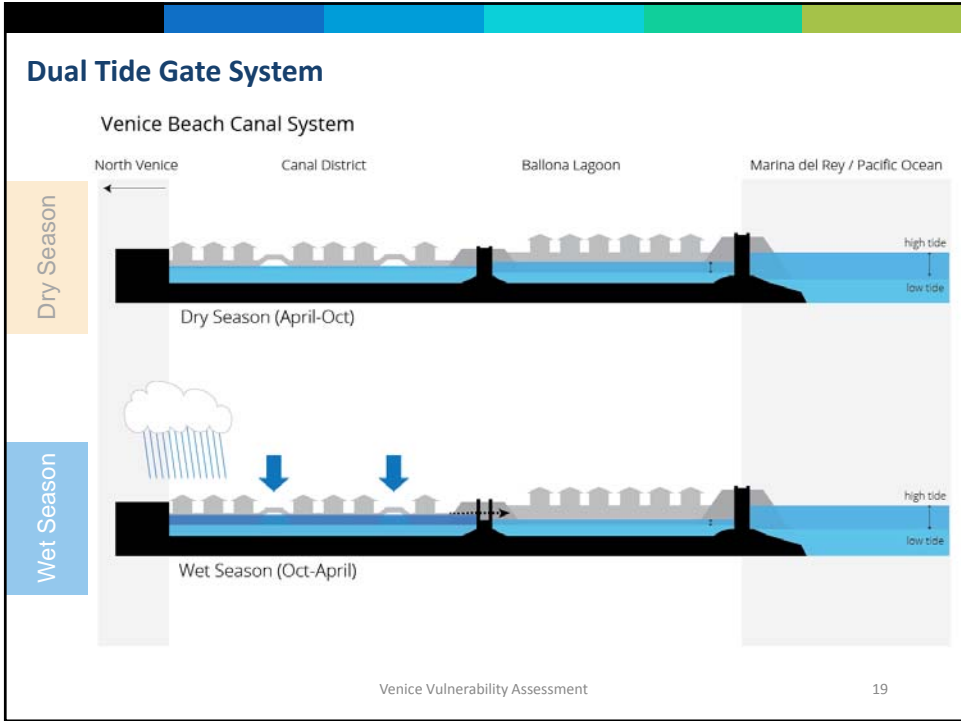 Dual Tide Gate System
Venice Beach Canal System
North Venice
Canal District
Ballona Lagoon
Marina del Rey / Pacific Ocean
Dry Season
high tide
low tide
Dry Season (April-Oct)
Wet Season
high tide
low tide
Wet Season (Oct-April)
Venice Vulnerability Assessment
19